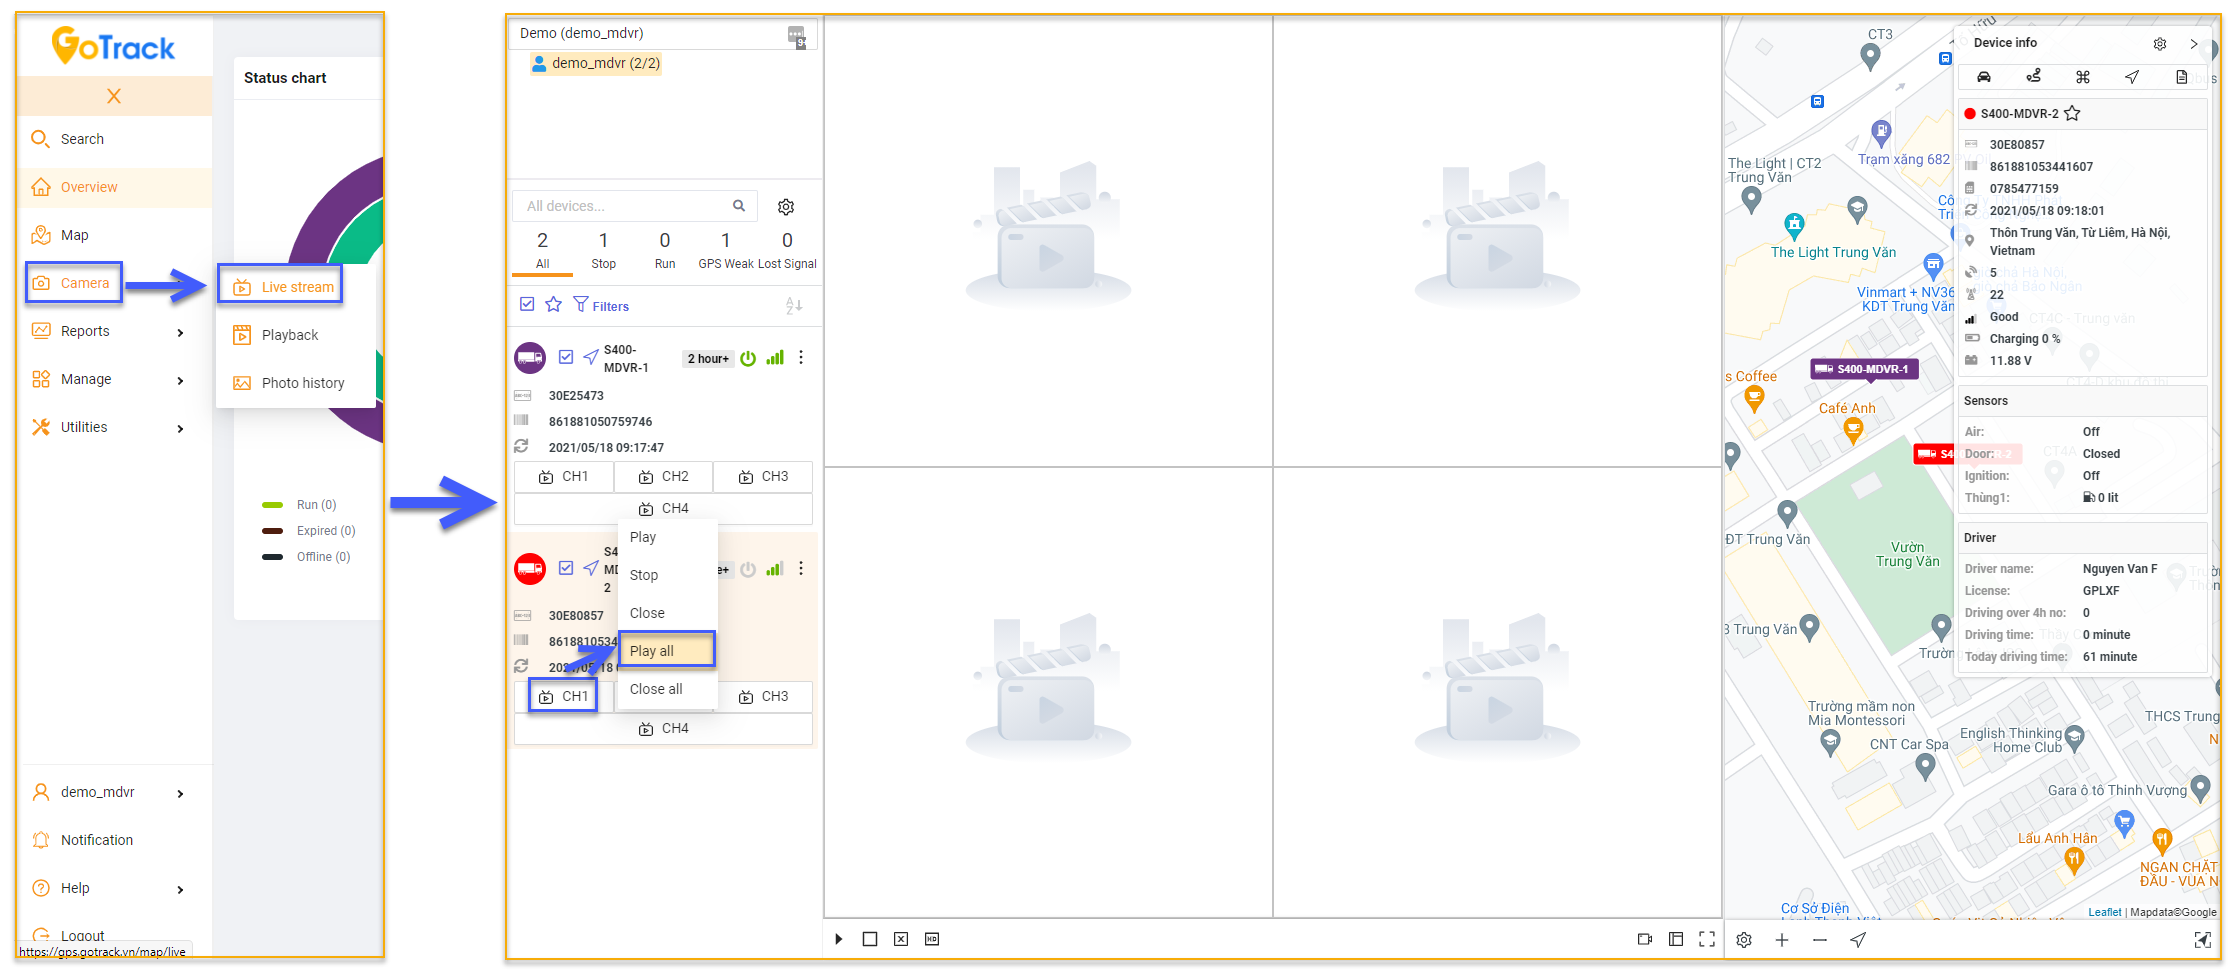 GoTrack
Search
Overview
Map
Camera
Reports
Manage
Utilities
demo_mdvr
Notification
Help
Logout
https://gps.gotrack.vn/map/live
Status chart
Live stream
Playback
Photo history
Run (0)
Expired (0)
Offline (0)
Demo (demo_mdvr)
demo_mdvr (2/2)
All devices...
2 1 0 1 0
All Stop Run GPS Weak Lost Signal
Filters
S400-
MDVR-1
2 hour+
30E25473
861881050759746
2021/05/18 09:17:47
CH1 CH2 CH3
CH4
Play
Stop
Close
Play all
Close all
S4
MD
2
e+
30E80857
8618810534
2021/05/18
CH1 CH3
CH4
HD
CT3
The Light | CT2
Trung Văn
Trạm xăng 682
The Light Trung Văn
Vinmart + NV36
KDT Trung Văn
S400-MDVR-1
s Coffee
Café Anh
CT4A
ĐT Trung Văn
Vườn
Trung Văn
3 Trung Văn
Trườn
Trường mầm non
Mia Montessori
CNT Car Spa
English Thinking
Home Club
THCS Trung
Gara ô tô Thinh Vượng
Lẩu Anh Hân
NGAN CHẶT
ĐẦU - VUA N
Cơ Sở Điện
Leaflet | Mapdata©Google
Device info
S400-MDVR-2
30E80857
861881053441607
0785477159
2021/05/18 09:18:01
Thôn Trung Văn, Từ Liêm, Hà Nội,
Vietnam
5
22
Good
Charging 0 %
11.88 V
Sensors
Air: Off
Door: Closed
Ignition: Off
Thùng1: 0 lit
Driver
Driver name: Nguyen Van F
License: GPLXF
Driving over 4h no: 0
Driving time: 0 minute
Today driving time: 61 minute